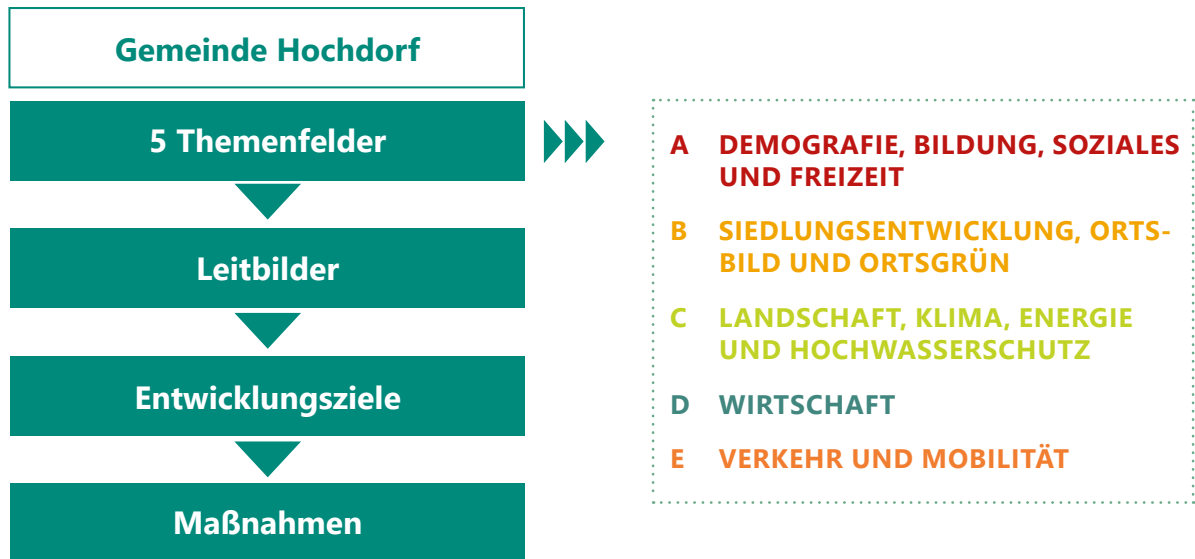 Gemeinde Hochdorf
5 Themenfelder
Leitbilder
Entwicklungsziele
Maßnahmen
A DEMOGRAFIE, BILDUNG, SOZIALES
UND FREIZEIT
B SIEDLUNGSENTWICKLUNG, ORTS-
BILD UND ORTSGRÜN
C LANDSCHAFT, KLIMA, ENERGIE
UND HOCHWASSERSCHUTZ
D WIRTSCHAFT
E VERKEHR UND MOBILITÄT